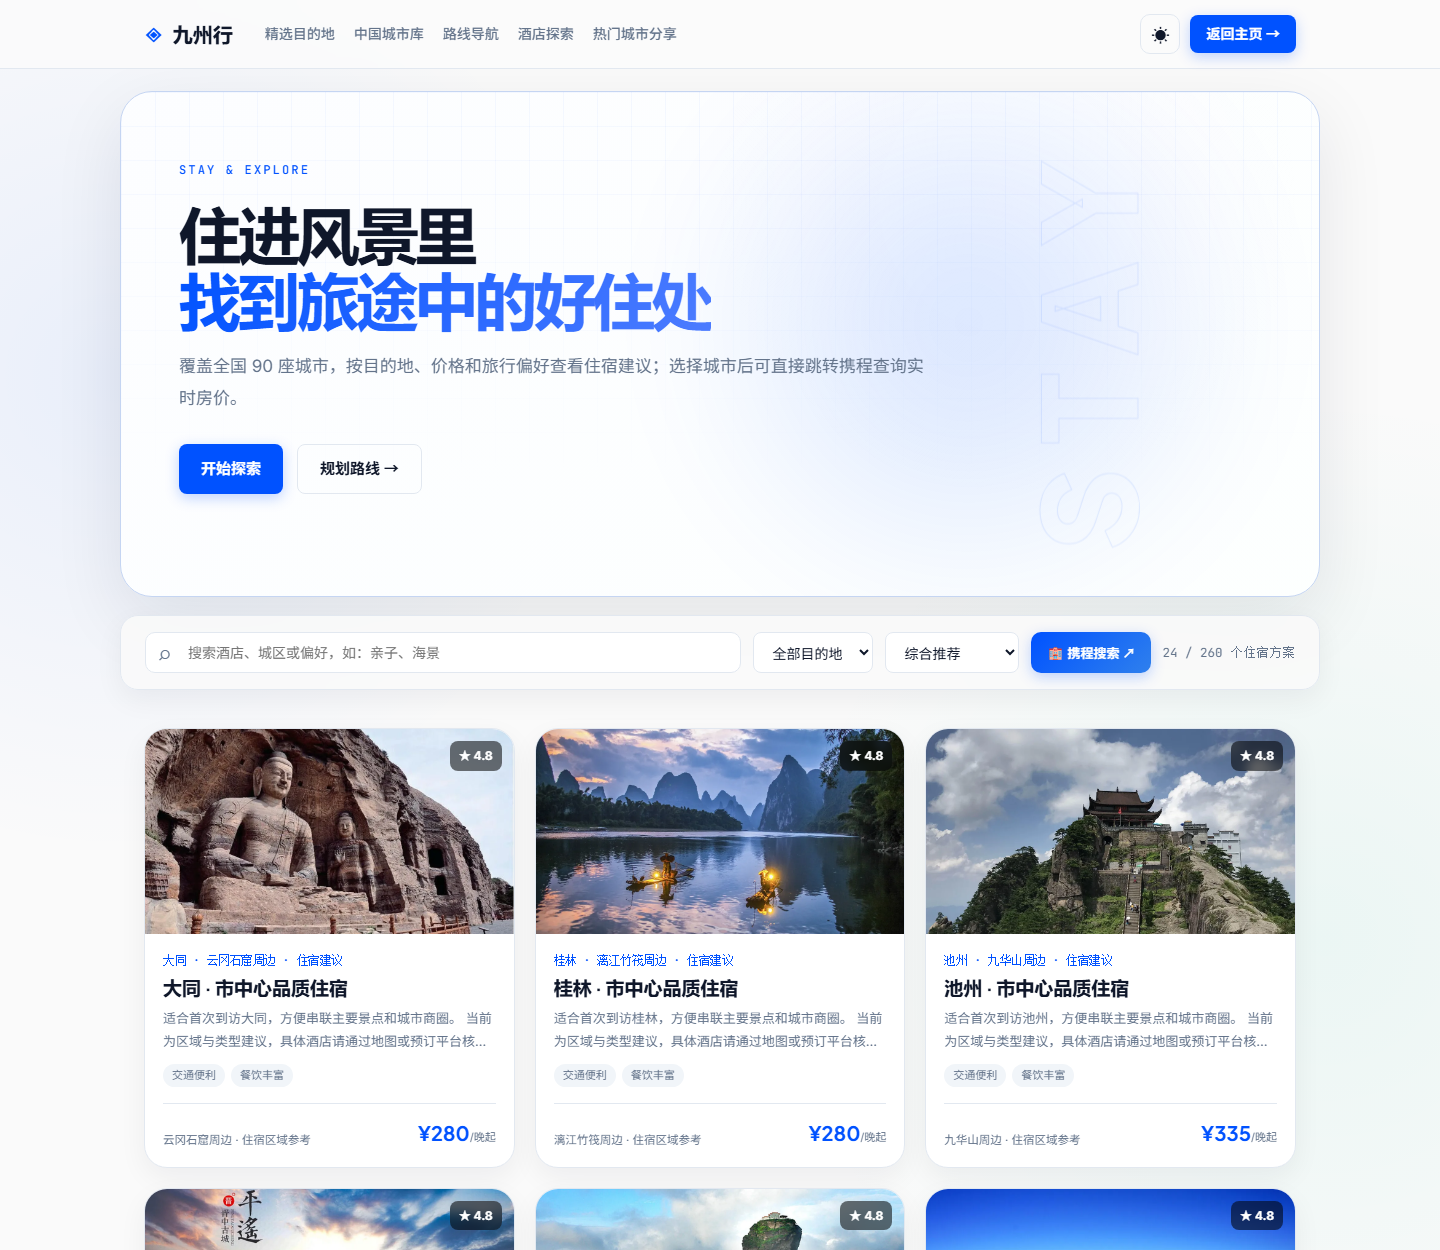 九州行
精选目的地 中国城市库 路线导航 酒店探索 热门城市分享
返回主页 →
STAY & EXPLORE
住进风景里
找到旅途中的好住处
覆盖全国 90 座城市，按目的地、价格和旅行偏好查看住宿建议；选择城市后可直接跳转携程查询实
时房价。
开始探索
规划路线 →
STAY
搜索酒店、城区或偏好，如：亲子、海景
全部目的地
综合推荐
携程搜索 ↗
24 / 260 个住宿方案
★ 4.8
大同 · 云冈石窟周边 · 住宿建议
大同 · 市中心品质住宿
适合首次到访大同，方便串联主要景点和城市商圈。 当前
为区域与类型建议，具体酒店请通过地图或预订平台核...
交通便利 餐饮丰富
云冈石窟周边 · 住宿区域参考
¥280/晚起
★ 4.8
桂林 · 漓江竹筏周边 · 住宿建议
桂林 · 市中心品质住宿
适合首次到访桂林，方便串联主要景点和城市商圈。 当前
为区域与类型建议，具体酒店请通过地图或预订平台核...
交通便利 餐饮丰富
漓江竹筏周边 · 住宿区域参考
¥280/晚起
★ 4.8
池州 · 九华山周边 · 住宿建议
池州 · 市中心品质住宿
适合首次到访池州，方便串联主要景点和城市商圈。 当前
为区域与类型建议，具体酒店请通过地图或预订平台核...
交通便利 餐饮丰富
九华山周边 · 住宿区域参考
¥335/晚起
平遥
★ 4.8
★ 4.8
★ 4.8